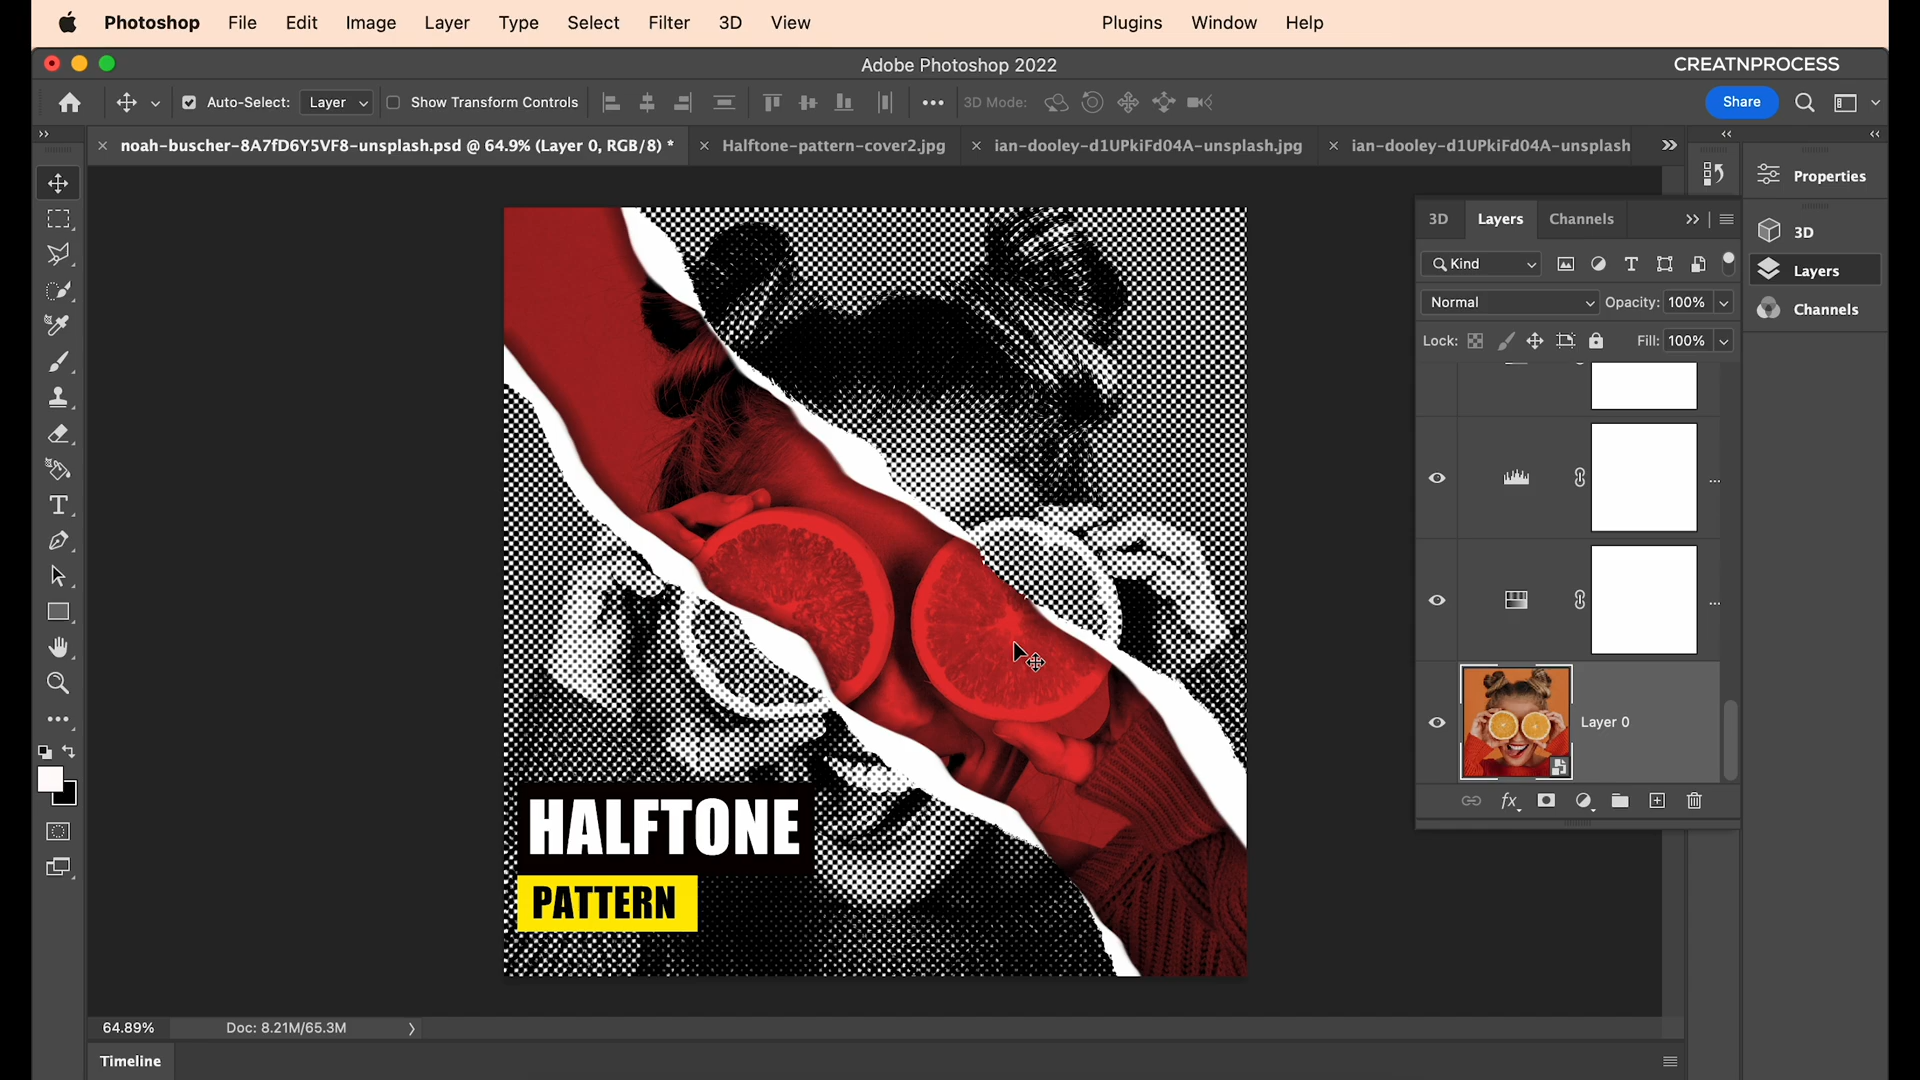 Photoshop File Edit Image Layer Type Select Filter 3D View Plugins Window Help
Adobe Photoshop 2022
CREATNPROCESS
Auto-Select: Layer Show Transform Controls 3D Mode: Share
noah-buscher-8A7fD6Y5VF8-unsplash.psd @ 64.9% (Layer 0, RGB/8) *
Halftone-pattern-cover2.jpg
ian-dooley-d1UPkiFd04A-unsplash.jpg
ian-dooley-d1UPkiFd04A-unsplash
Properties
3D Layers Channels
3D
Kind
Layers
Normal Opacity: 100%
Channels
Lock: Fill: 100%
Layer 0
fx
HALFTONE
PATTERN
64.89% Doc: 8.21M/65.3M
Timeline